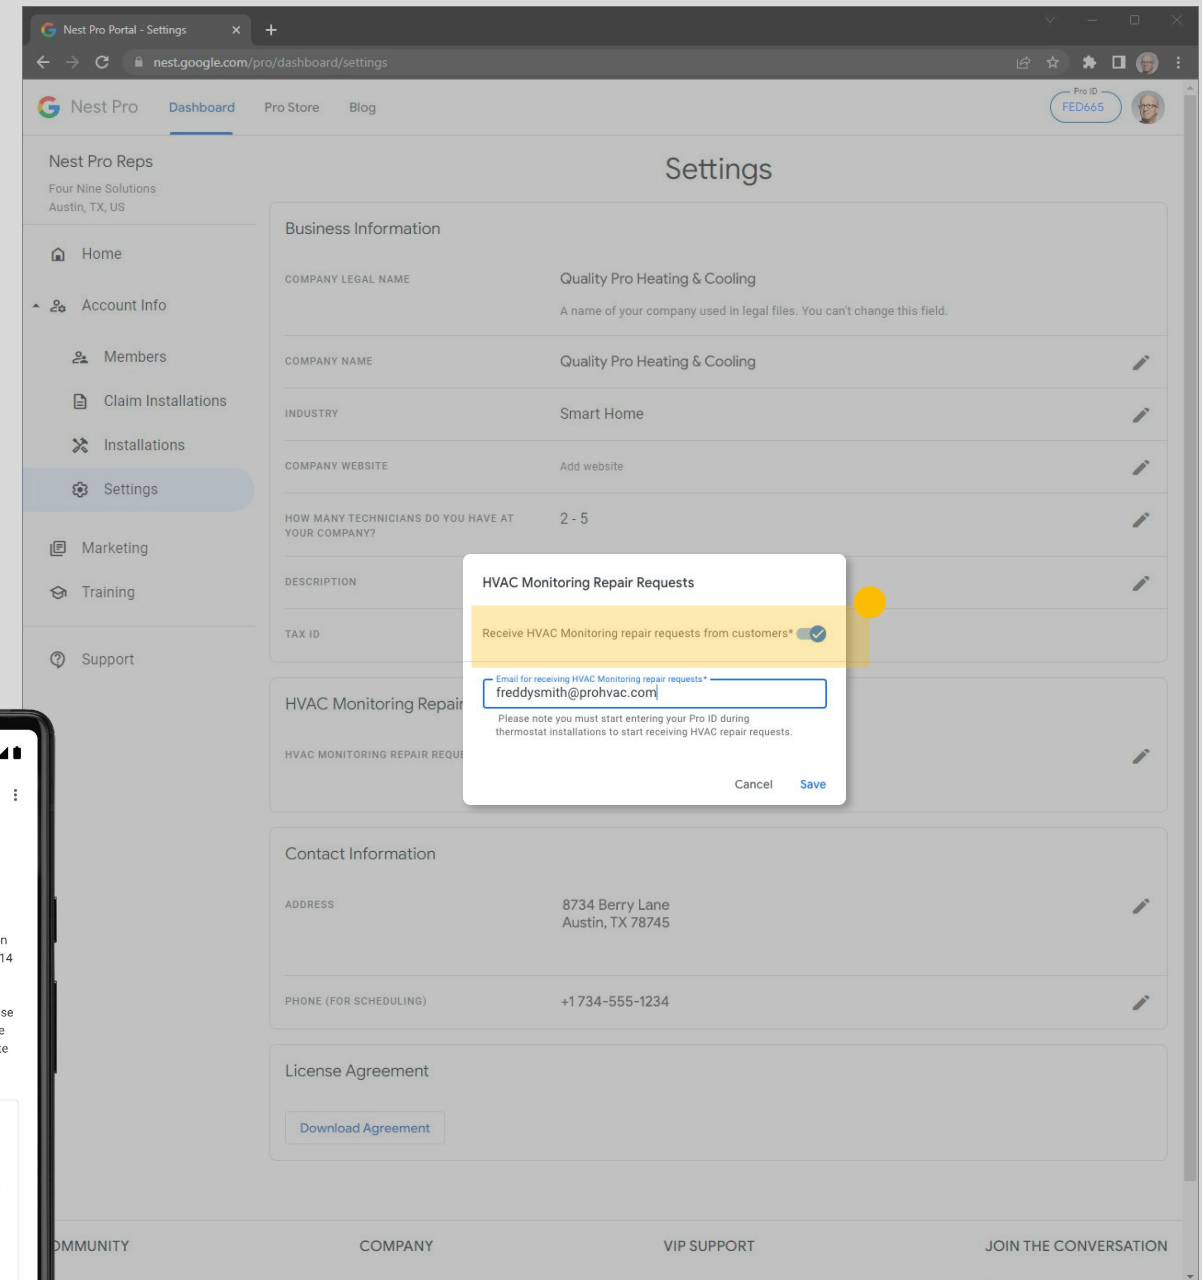 Nest Pro Portal - Settings
nest.google.com/pro/dashboard/settings
Nest Pro
Dashboard
Pro Store
Blog
Pro ID
FED665
Nest Pro Reps
Four Nine Solutions
Austin, TX, US
Home
Account Info
Members
Claim Installations
Installations
Settings
Marketing
Training
Support
Settings
Business Information
COMPANY LEGAL NAME
Quality Pro Heating & Cooling
A name of your company used in legal files. You can't change this field.
COMPANY NAME
Quality Pro Heating & Cooling
INDUSTRY
Smart Home
COMPANY WEBSITE
Add website
HOW MANY TECHNICIANS DO YOU HAVE AT
YOUR COMPANY?
2 - 5
DESCRIPTION
TAX ID
HVAC Monitoring Repair Requests
Receive HVAC Monitoring repair requests from customers*
Email for receiving HVAC Monitoring repair requests*
freddysmith@prohvac.com
Please note you must start entering your Pro ID during
thermostat installations to start receiving HVAC repair requests.
Cancel
Save
HVAC Monitoring Repair
HVAC MONITORING REPAIR REQUE
Contact Information
ADDRESS
8734 Berry Lane
Austin, TX 78745
PHONE (FOR SCHEDULING)
+1 734-555-1234
License Agreement
Download Agreement
n
14
se
e
te
OMMUNITY
COMPANY
VIP SUPPORT
JOIN THE CONVERSATION